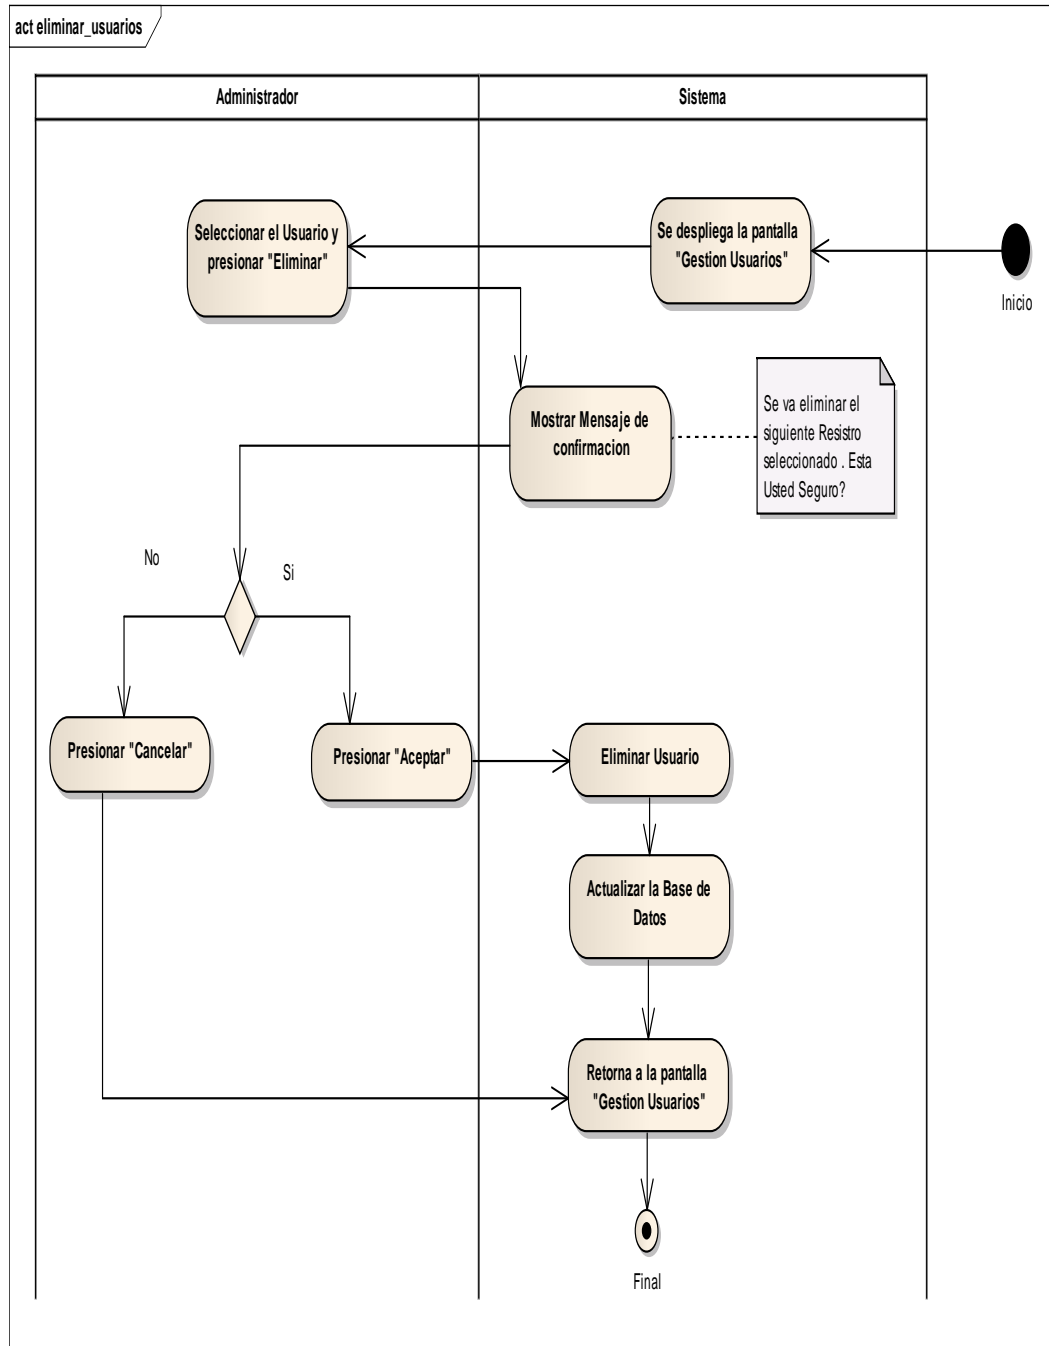 act eliminar_usuarios
Administrador
Sistema
Seleccionar el Usuario y
presionar "Eliminar"
Se despliega la pantalla
"Gestion Usuarios"
Inicio
Mostrar Mensaje de
confirmacion
Se va eliminar el
siguiente Resistro
seleccionado . Esta
Usted Seguro?
No
Si
Presionar "Cancelar"
Presionar "Aceptar"
Eliminar Usuario
Actualizar la Base de
Datos
Retorna a la pantalla
"Gestion Usuarios"
Final